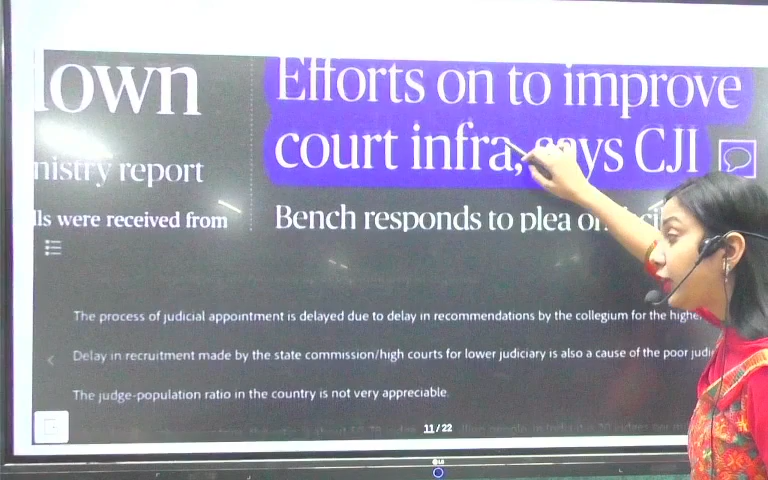 lown
nistry report
lls were received from
Efforts on to improve
court infra, says CJI
Bench responds to plea on
The process of judicial appointment is delayed due to delay in recommendations by the collegium for the highe
Delay in recruitment made by the state commission/high courts for lower judiciary is also a cause of the poor judi
The judge-population ratio in the country is not very appreciable.
11 / 22
LG